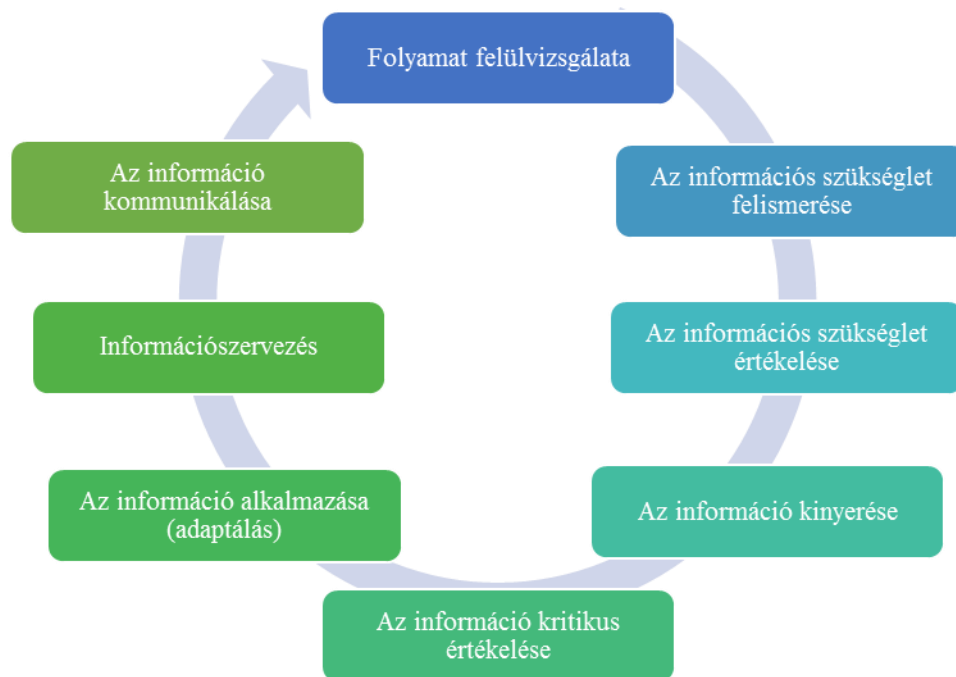 Folyamat felülvizsgálata
Az információs szükséglet
felismerése
Az információs szükséglet
értékelése
Az információ kinyerése
Az információ kritikus
értékelése
Az információ alkalmazása
(adaptálás)
Információszervezés
Az információ
kommunikálása